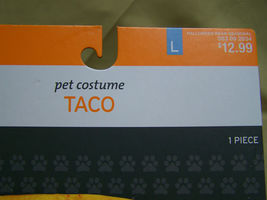 L
$12.99
pet costume
TACO
1 PIECE